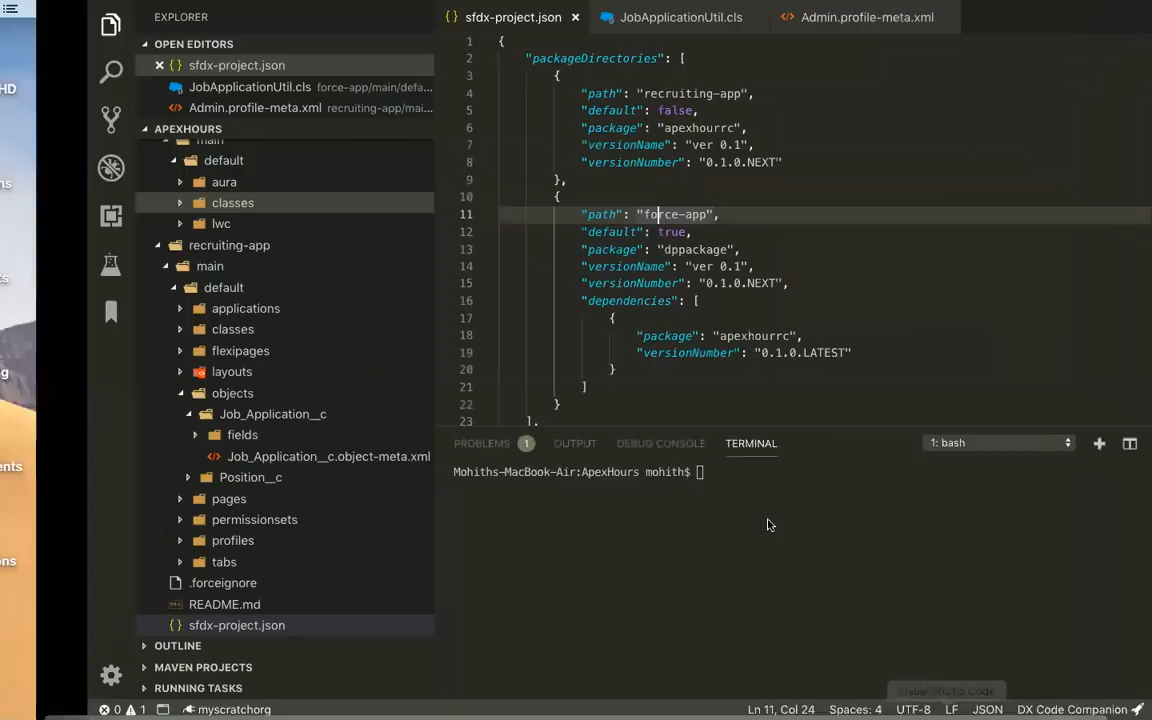 HD
ns
ts
g
ents
ons
EXPLORER
OPEN EDITORS
sfdx-project.json
JobApplicationUtil.cls force-app/main/defa...
Admin.profile-meta.xml recruiting-app/mai...
APEXHOURS
main
default
aura
classes
lwc
recruiting-app
main
default
applications
classes
flexipages
layouts
objects
Job_Application__c
fields
Job_Application__c.object-meta.xml
Position__c
pages
permissionsets
profiles
tabs
.forceignore
README.md
sfdx-project.json
OUTLINE
MAVEN PROJECTS
RUNNING TASKS
sfdx-project.json JobApplicationUtil.cls Admin.profile-meta.xml
1 {
2 "packageDirectories": [
3 {
4 "path": "recruiting-app",
5 "default": false,
6 "package": "apexhourrc",
7 "versionName": "ver 0.1",
8 "versionNumber": "0.1.0.NEXT"
9 },
10 {
11 "path": "force-app",
12 "default": true,
13 "package": "dppackage",
14 "versionName": "ver 0.1",
15 "versionNumber": "0.1.0.NEXT",
16 "dependencies": [
17 {
18 "package": "apexhourrc",
19 "versionNumber": "0.1.0.LATEST"
20 }
21 ]
22 }
23 ],
PROBLEMS 1 OUTPUT DEBUG CONSOLE TERMINAL 1: bash
Mohiths-MacBook-Air:ApexHours mohith$
0 1 myscratchorg Ln 11, Col 24 Spaces: 4 UTF-8 LF JSON DX Code Companion